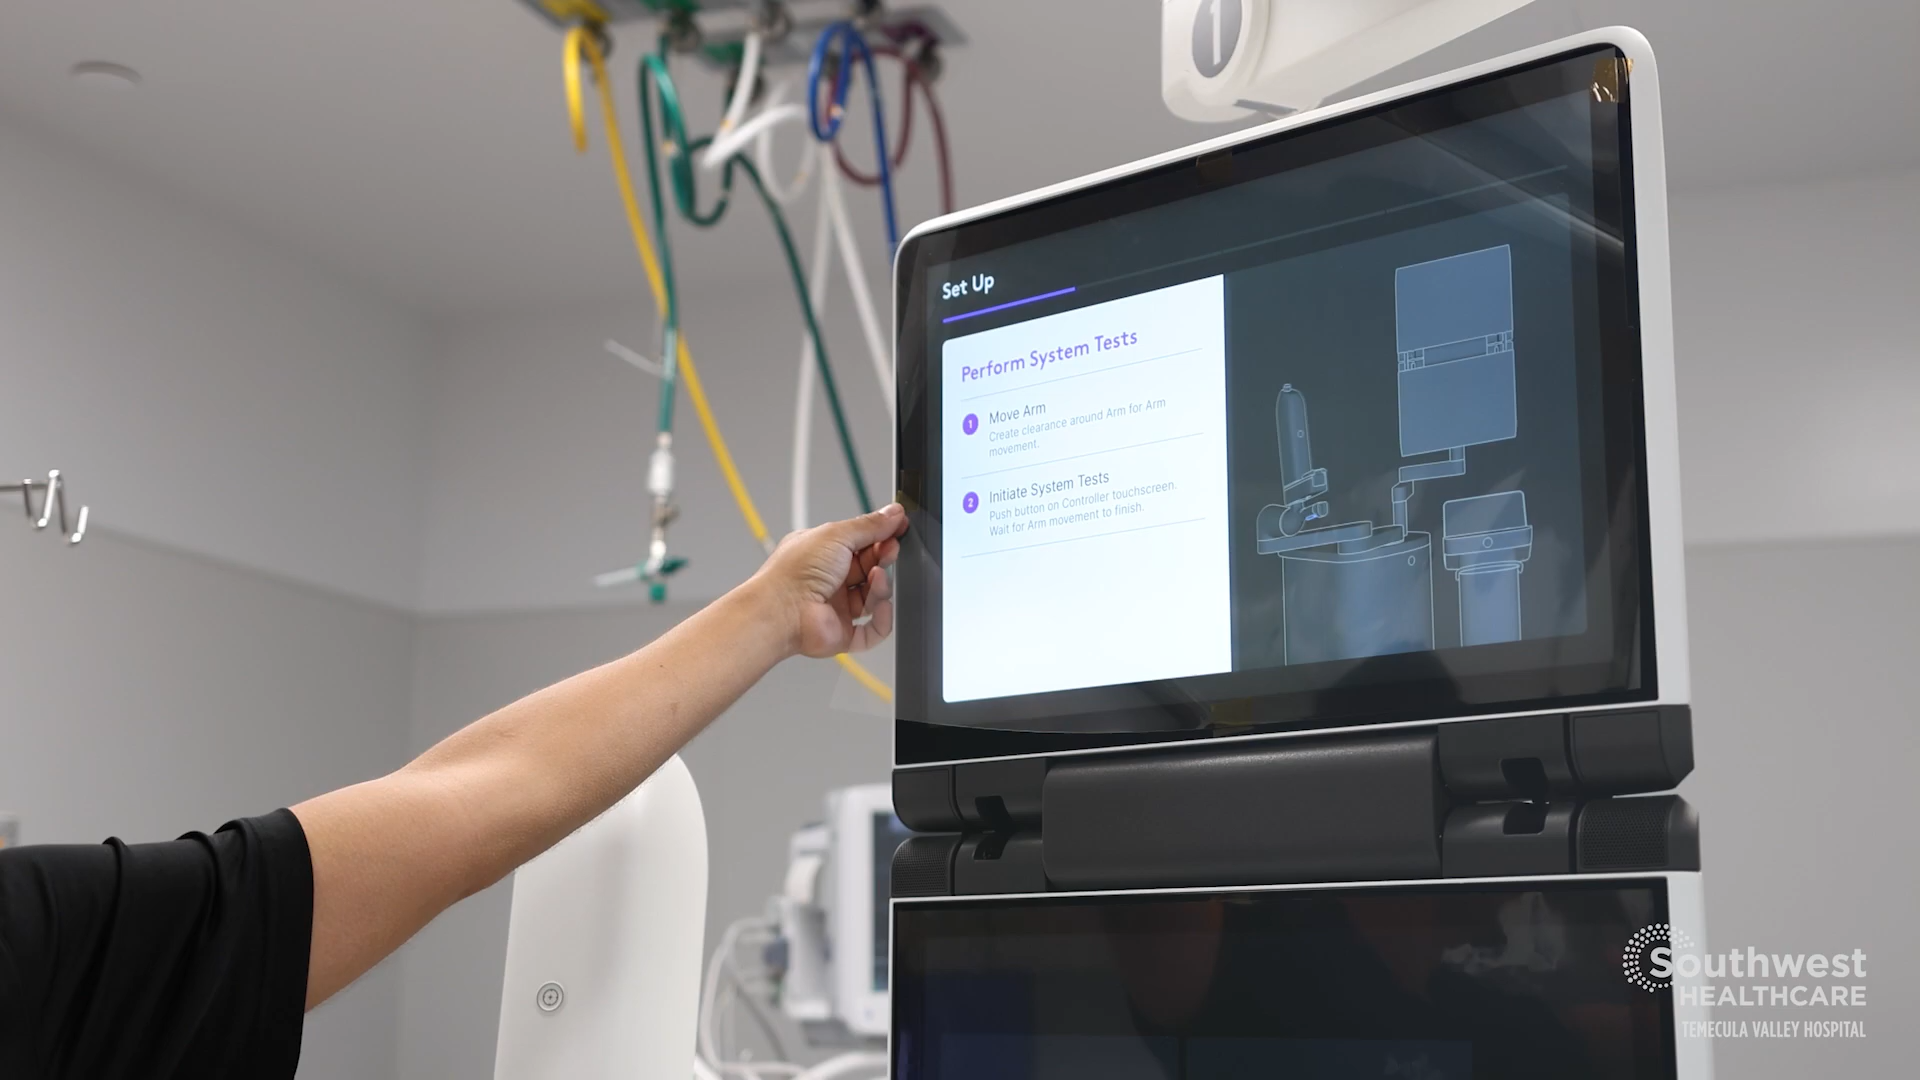 1
Set Up
Perform System Tests
1 Move Arm
Create clearance around Arm for Arm
movement.
2 Initiate System Tests
Push button on Controller touchscreen.
Wait for Arm movement to finish.
Southwest
HEALTHCARE
TEMECULA VALLEY HOSPITAL